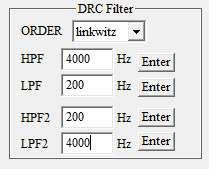 DRC Filter
ORDER linkwitz
HPF 4000 Hz Enter
LPF 200 Hz Enter
HPF2 200 Hz Enter
LPF2 4000 Hz Enter